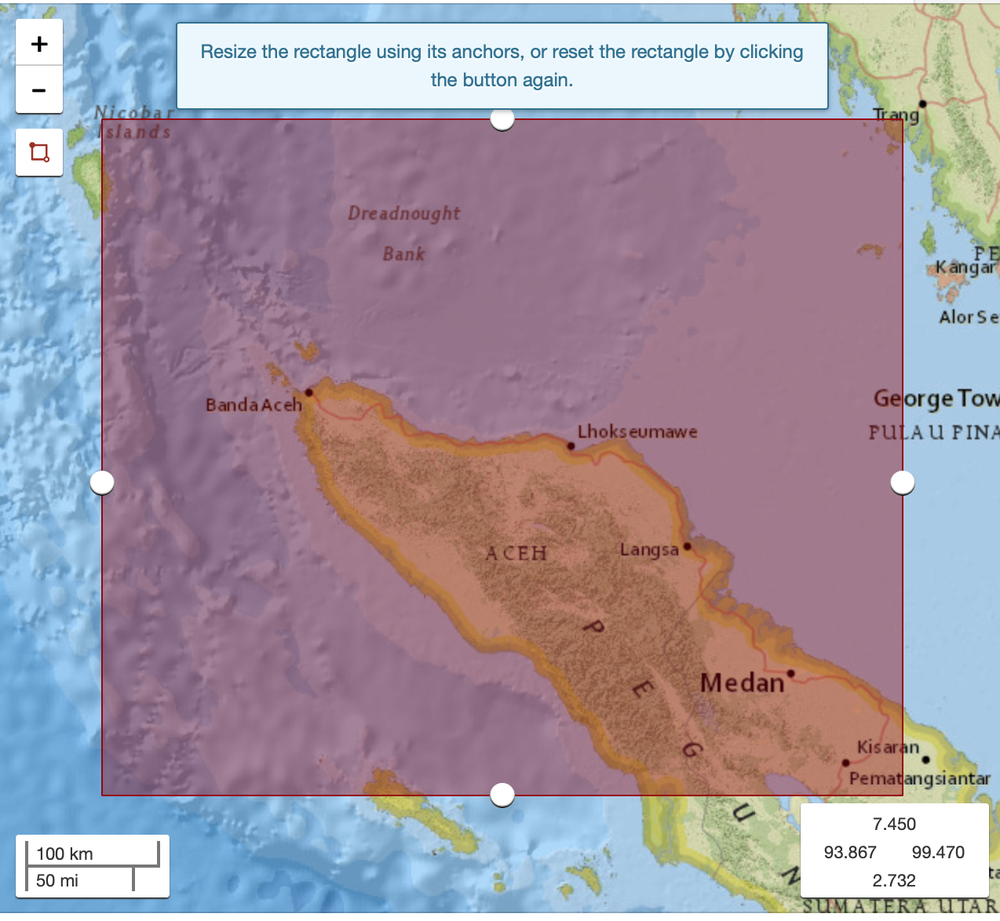 +
Resize the rectangle using its anchors, or reset the rectangle by clicking
the button again.
−
Nicobar
Islands
Trang
Dreadnought
Bank
Kangar
Alor Se
Banda Aceh
George Tow
Lhokseumawe
PULAU PINA
ACEH
Langsa
P
E
G
U
N
Medan
Kisaran
Pematangsiantar
7.450
93.867 99.470
2.732
100 km
50 mi
SUMATERA UTAR